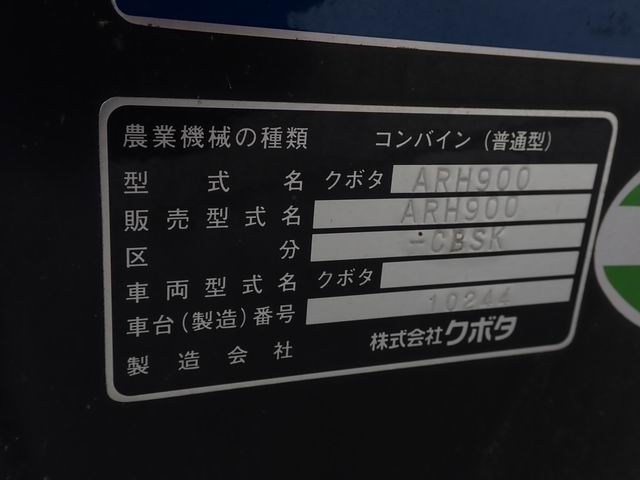 農業機械の種類 コンバイン(普通型)
型式名 クボタ ARH900
販売型式名 ARH900
区分 -CBSK
車両型式名 クボタ
車台(製造)番号 10244
製造会社 株式会社クボタ